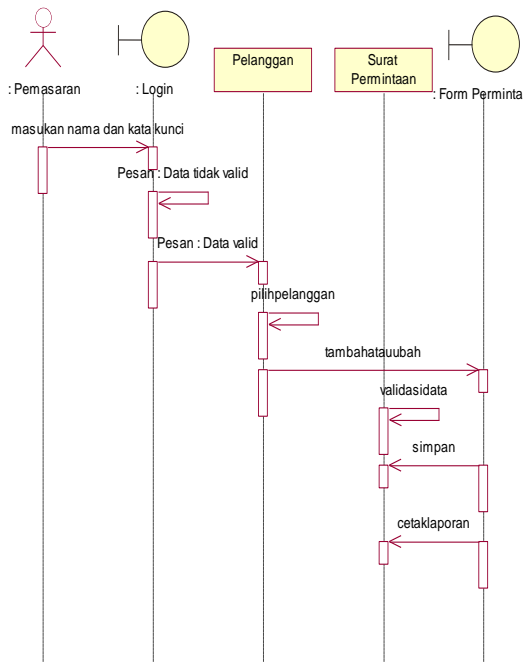 : Pemasaran
: Login
Pelanggan
Surat
Permintaan
: Form Perminta
masukan nama dan kata kunci
Pesan : Data tidak valid
Pesan : Data valid
pilihpelanggan
tambahatauubah
validasidata
simpan
cetaklaporan